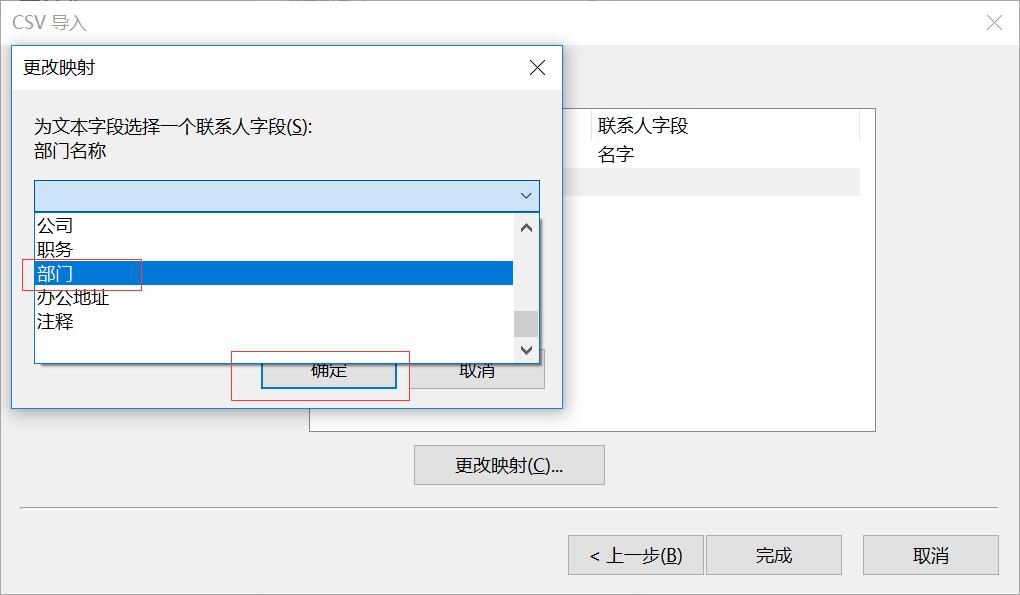 CSV 导入
更改映射
为文本字段选择一个联系人字段(S):
部门名称
公司
职务
部门
办公地址
注释
确定
取消
联系人字段
名字
更改映射(C)...
< 上一步(B)
完成
取消